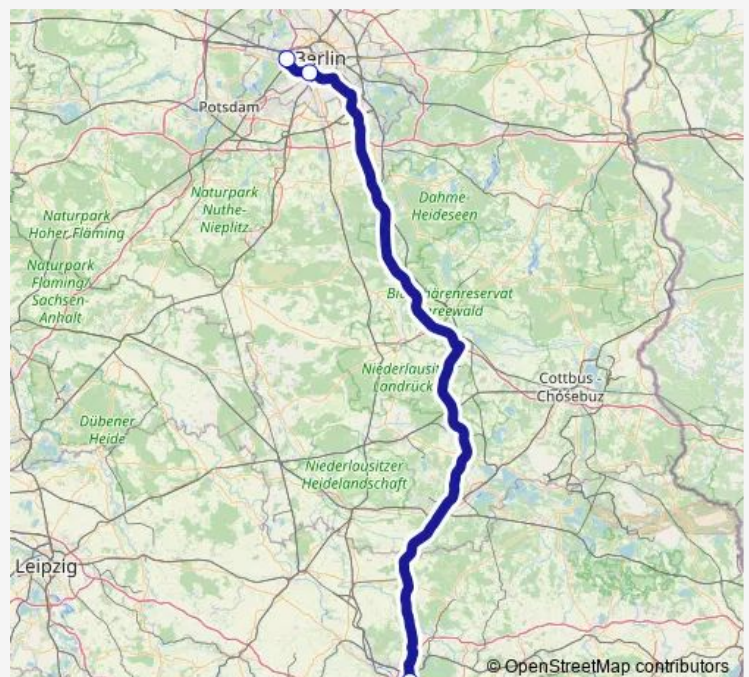 Berlin
Potsdam
Naturpark
Nuthe-
Nieplitz
Dahme-
Heideseen
Naturpark
Hoher Fläming
Naturpark
Fläming/
Sachsen-
Anhalt
Niederlausi
Landrück
Cottbus -
Chóśebuz
Dübener
Heide
Niederlausitzer
Heidelandschaft
Leipzig
© OpenStreetMap contributors